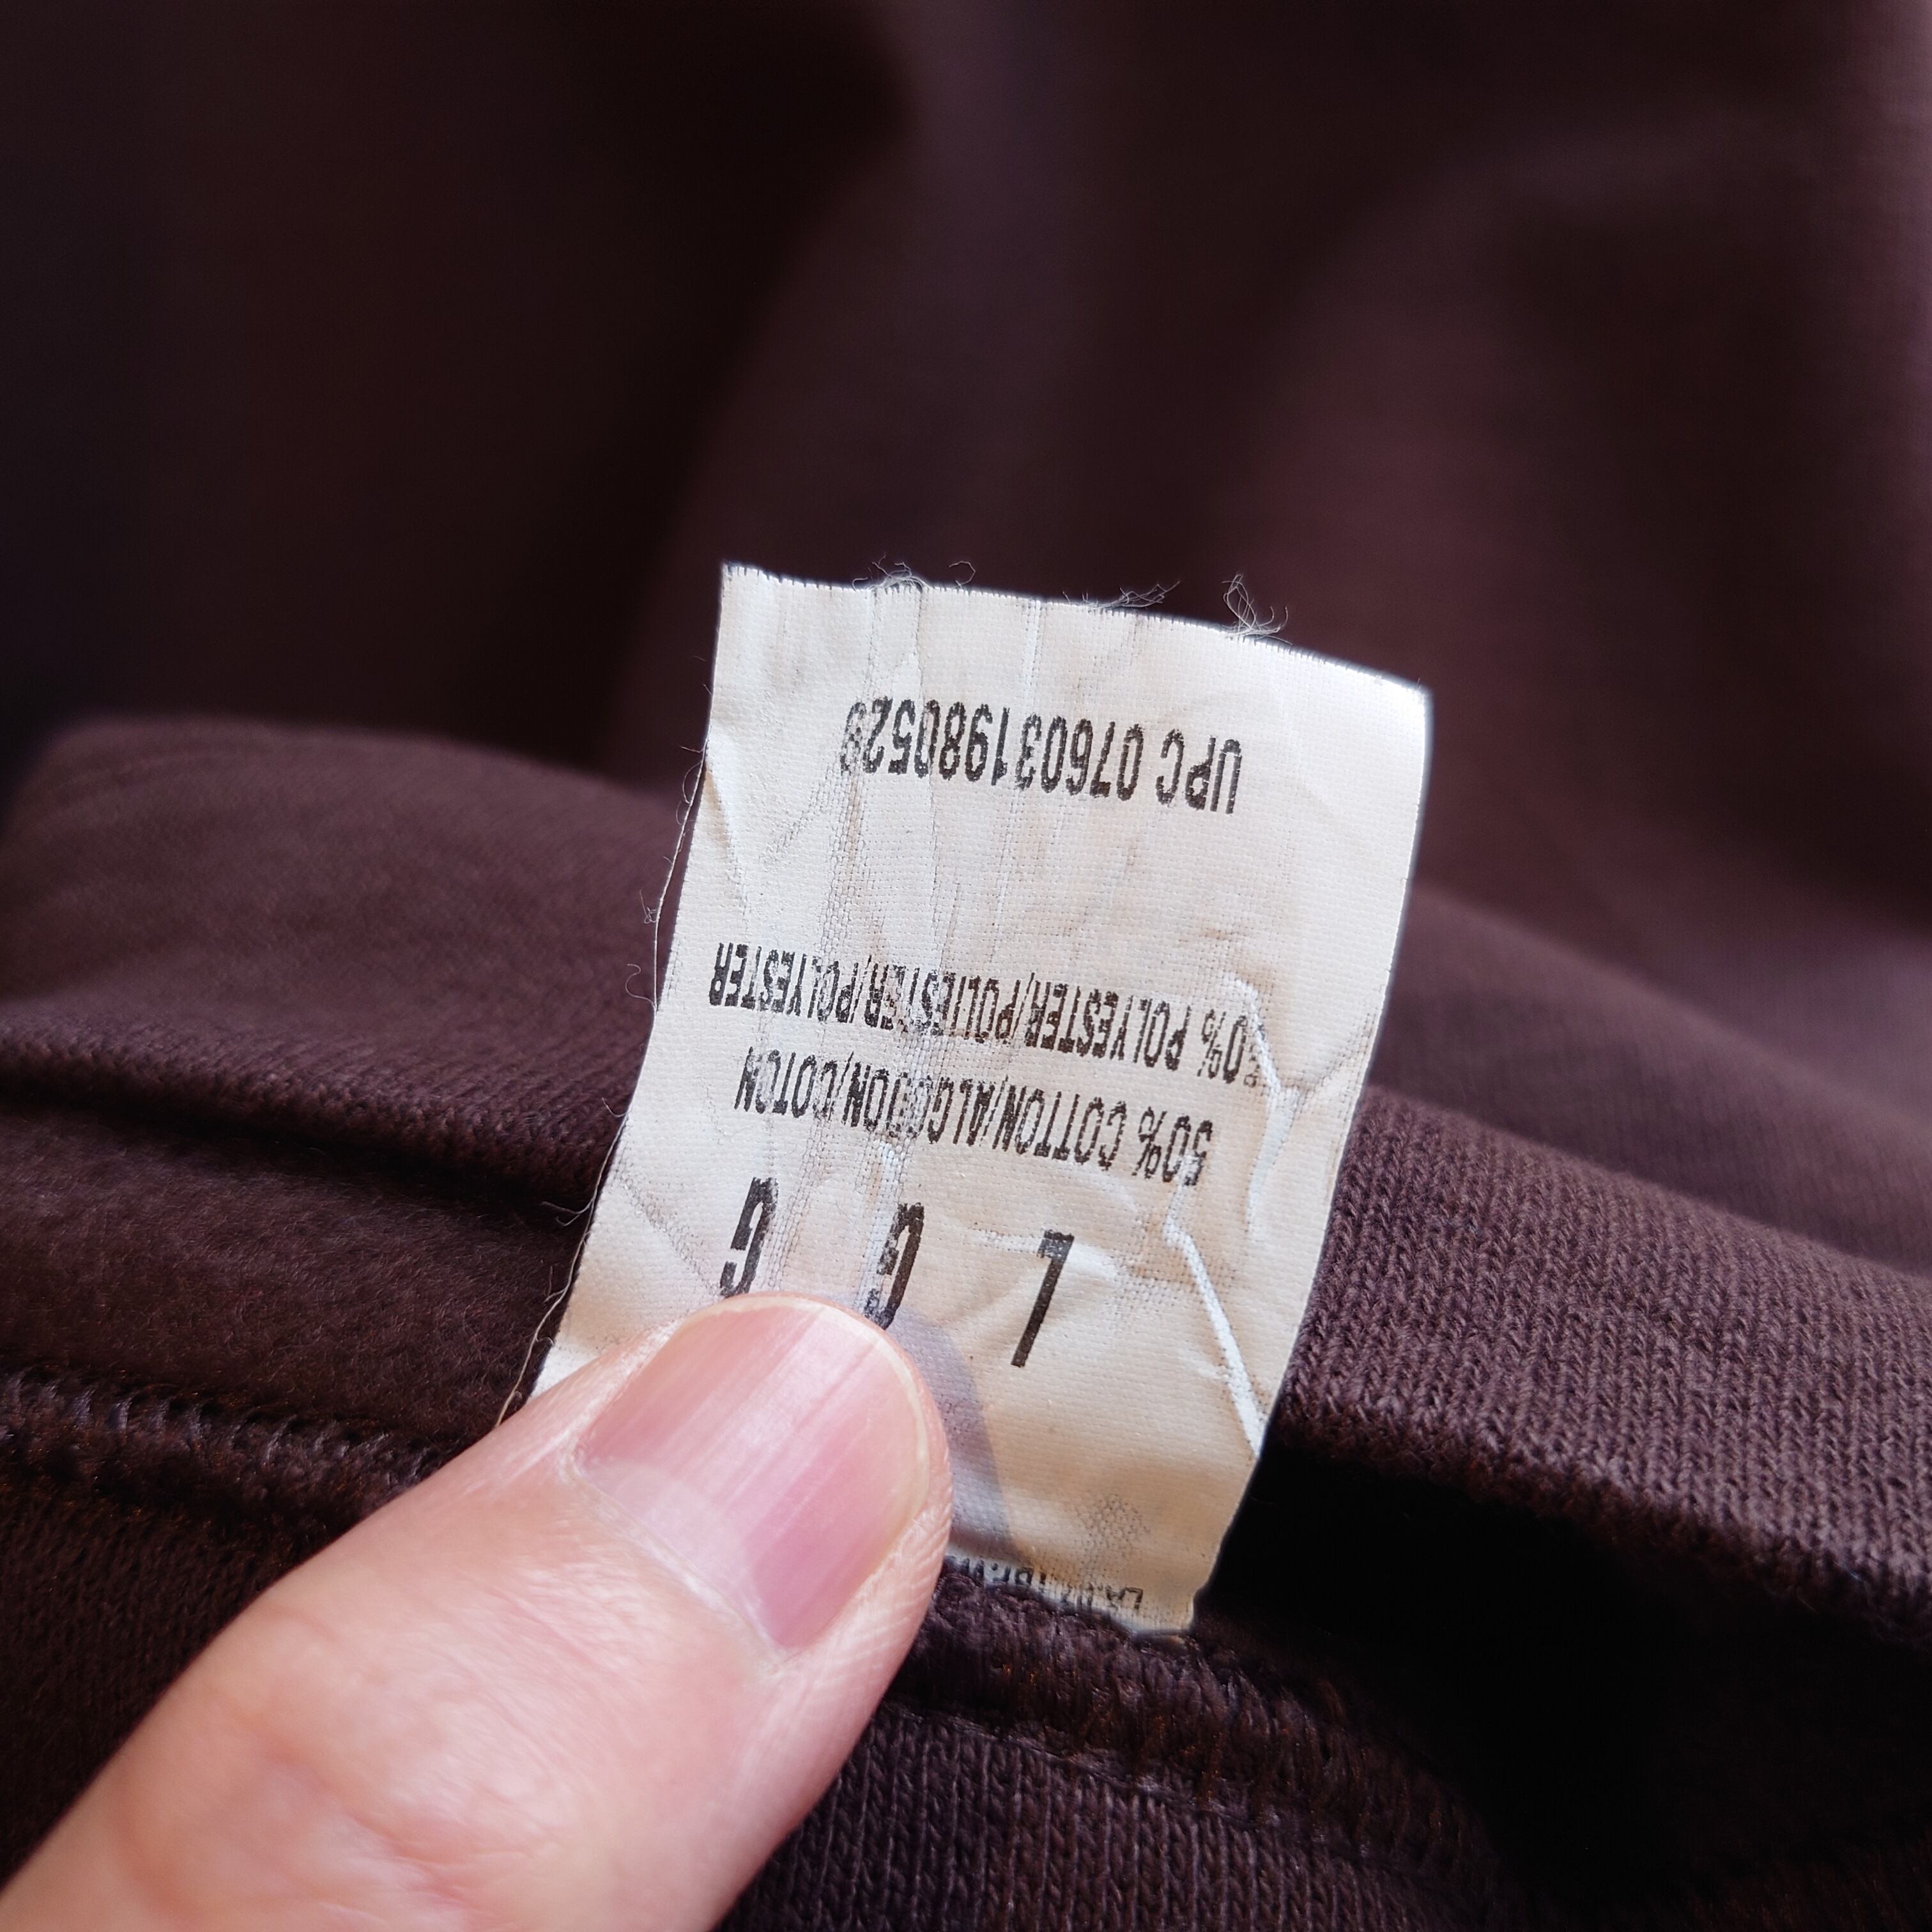 L G G
50% COTTON/ALGODON/COTON
50% POLYESTER/POLIESTER/POLYESTER
UPC 076031980529